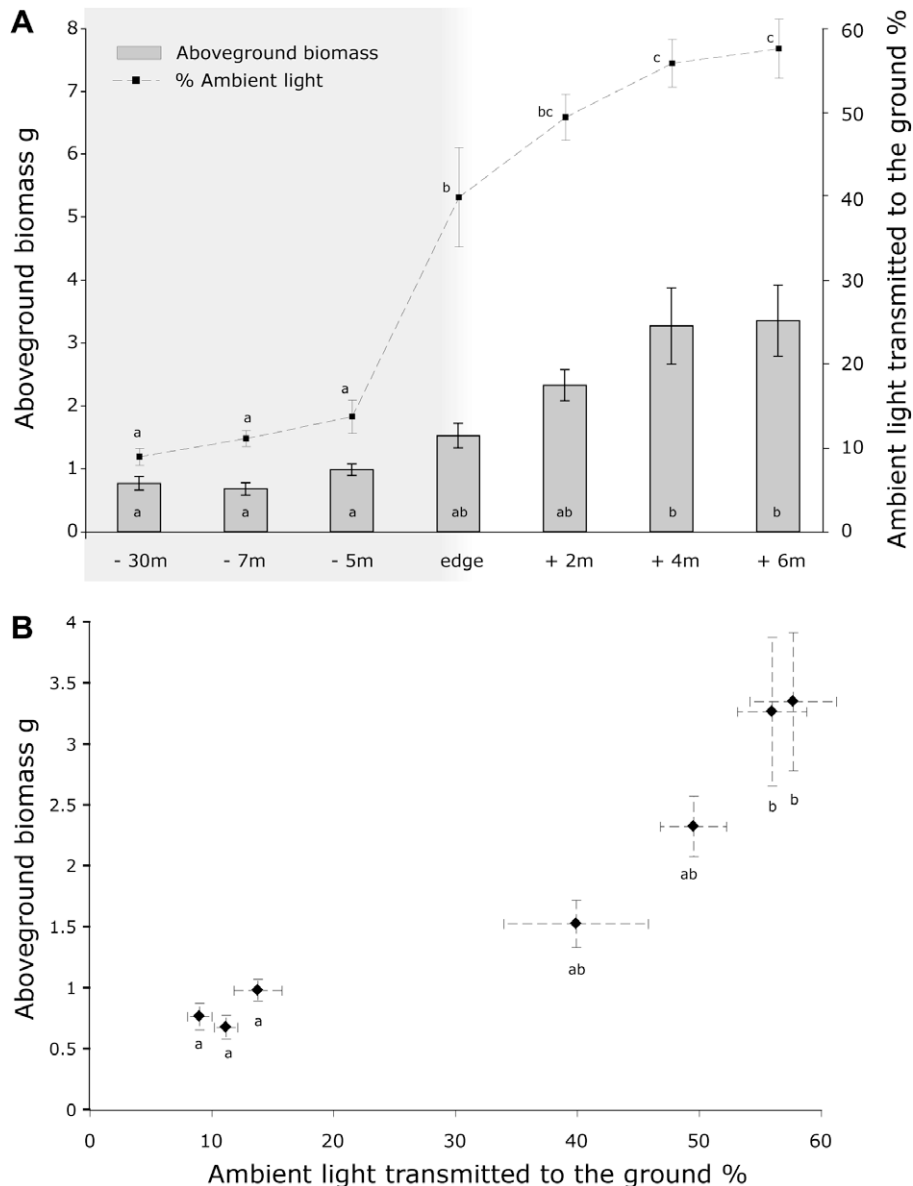 A
Aboveground biomass
% Ambient light
Aboveground biomass g
8
7
6
5
4
3
2
1
0
Ambient light transmitted to the ground %
60
50
40
30
20
10
0
a
a
a
b
bc
c
c
a
a
a
ab
ab
b
b
- 30m
- 7m
- 5m
edge
+ 2m
+ 4m
+ 6m
B
Aboveground biomass g
4
3.5
3
2.5
2
1.5
1
0.5
0
a
a
a
ab
ab
b
b
0
10
20
30
40
50
60
Ambient light transmitted to the ground %